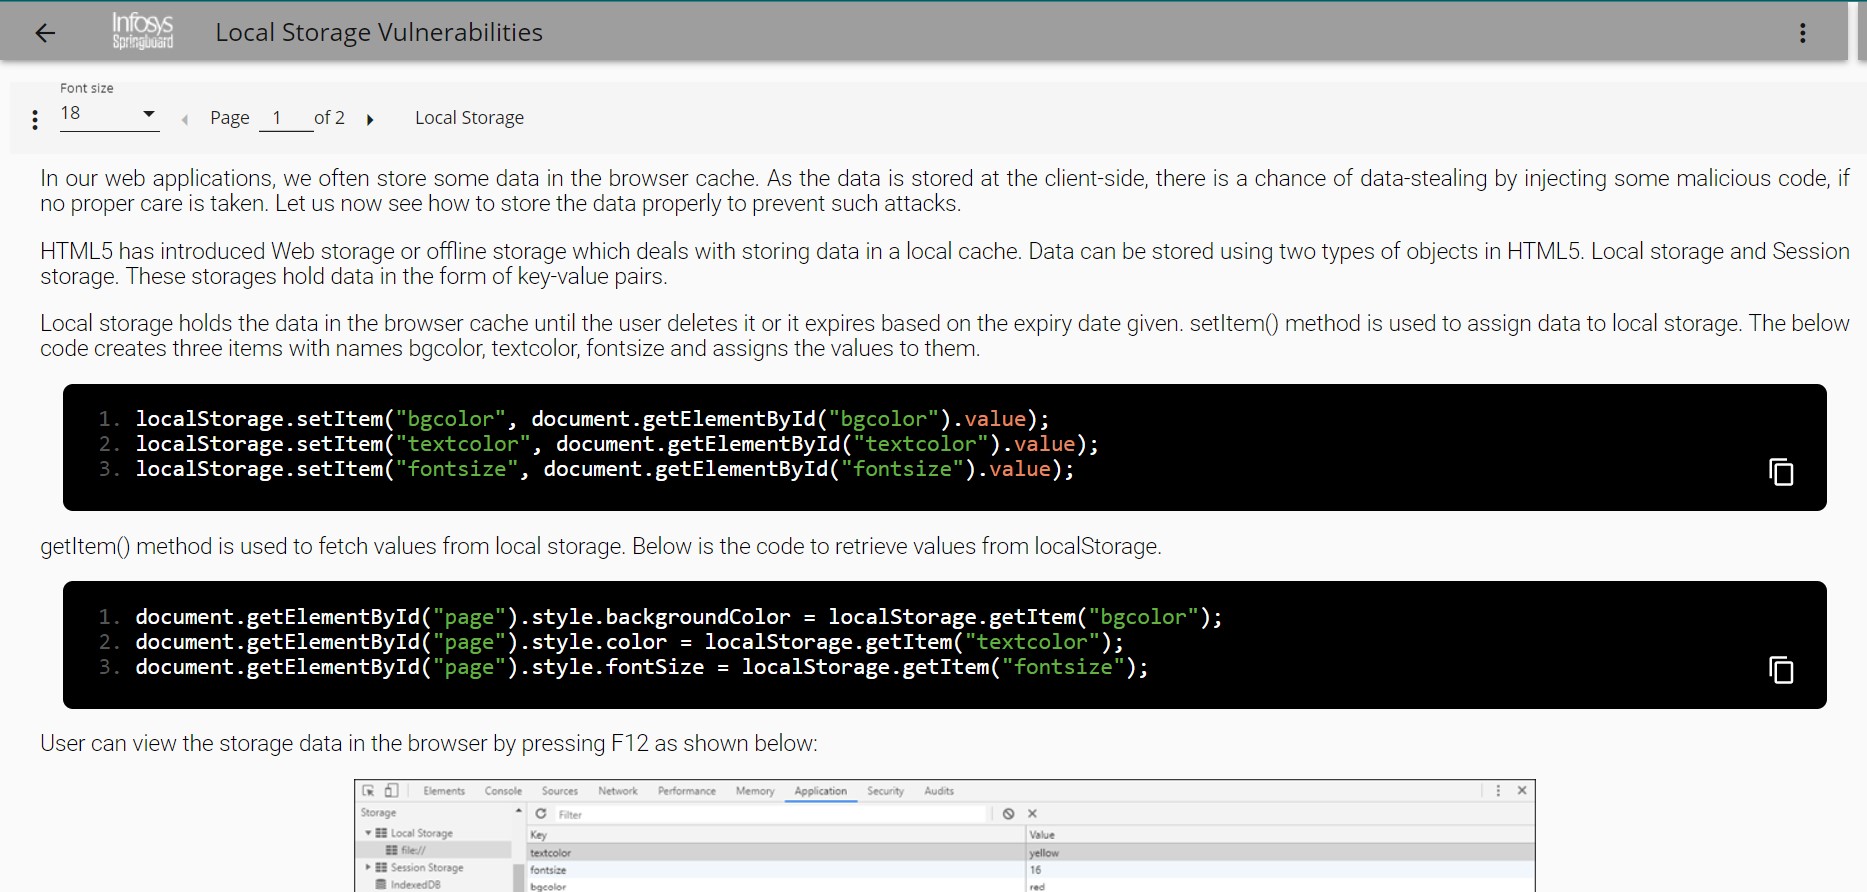 Infosys
Springboard
Local Storage Vulnerabilities
Font size
18
Page 1 of 2
Local Storage
In our web applications, we often store some data in the browser cache. As the data is stored at the client-side, there is a chance of data-stealing by injecting some malicious code, if
no proper care is taken. Let us now see how to store the data properly to prevent such attacks.
HTML5 has introduced Web storage or offline storage which deals with storing data in a local cache. Data can be stored using two types of objects in HTML5. Local storage and Session
storage. These storages hold data in the form of key-value pairs.
Local storage holds the data in the browser cache until the user deletes it or it expires based on the expiry date given. setItem() method is used to assign data to local storage. The below
code creates three items with names bgcolor, textcolor, fontsize and assigns the values to them.
1. localStorage.setItem("bgcolor", document.getElementById("bgcolor").value);
2. localStorage.setItem("textcolor", document.getElementById("textcolor").value);
3. localStorage.setItem("fontsize", document.getElementById("fontsize").value);
getItem() method is used to fetch values from local storage. Below is the code to retrieve values from localStorage.
1. document.getElementById("page").style.backgroundColor = localStorage.getItem("bgcolor");
2. document.getElementById("page").style.color = localStorage.getItem("textcolor");
3. document.getElementById("page").style.fontSize = localStorage.getItem("fontsize");
User can view the storage data in the browser by pressing F12 as shown below:
Elements Console Sources Network Performance Memory Application Security Audits
Storage
Filter
Local Storage
Key Value
file://
textcolor yellow
Session Storage
fontsize 16
IndexedDB
bgcolor red